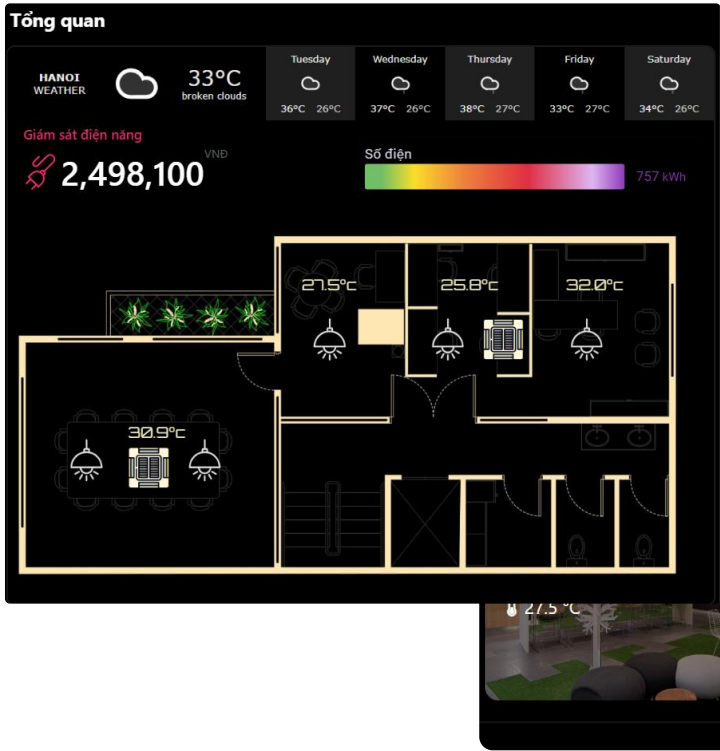 Tổng quan
HANOI
WEATHER
33°C
broken clouds
Tuesday
36°C 26°C
Wednesday
37°C 26°C
Thursday
38°C 27°C
Friday
33°C 27°C
Saturday
34°C 26°C
Giám sát điện năng
2,498,100 VNĐ
Số điện
757 kWh
27.5°c
25.8°c
32.0°c
30.9°c
27.5 °C